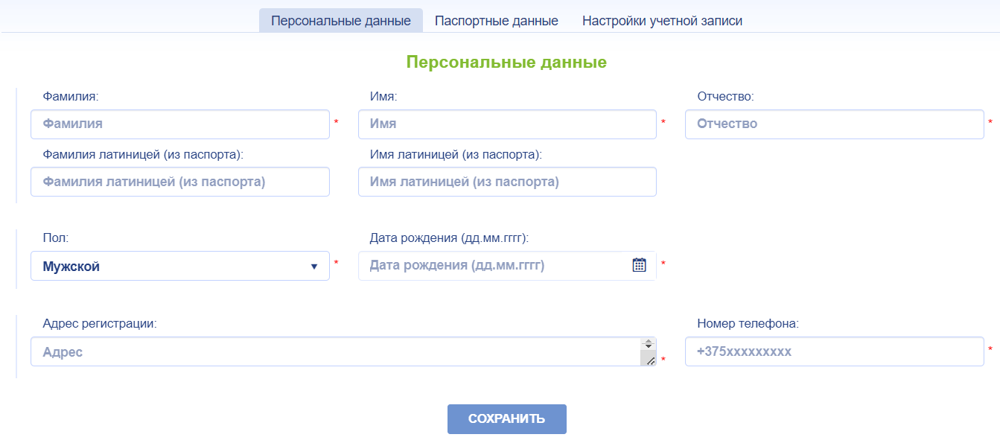 Персональные данные Паспортные данные Настройки учетной записи
Персональные данные
Фамилия: Имя: Отчество:
Фамилия * Имя * Отчество *
Фамилия латиницей (из паспорта): Имя латиницей (из паспорта):
Фамилия латиницей (из паспорта) Имя латиницей (из паспорта)
Пол: Дата рождения (дд.мм.гггг):
Мужской * Дата рождения (дд.мм.гггг) *
Адрес регистрации: Номер телефона:
Адрес * +375xxxxxxxxx *
СОХРАНИТЬ